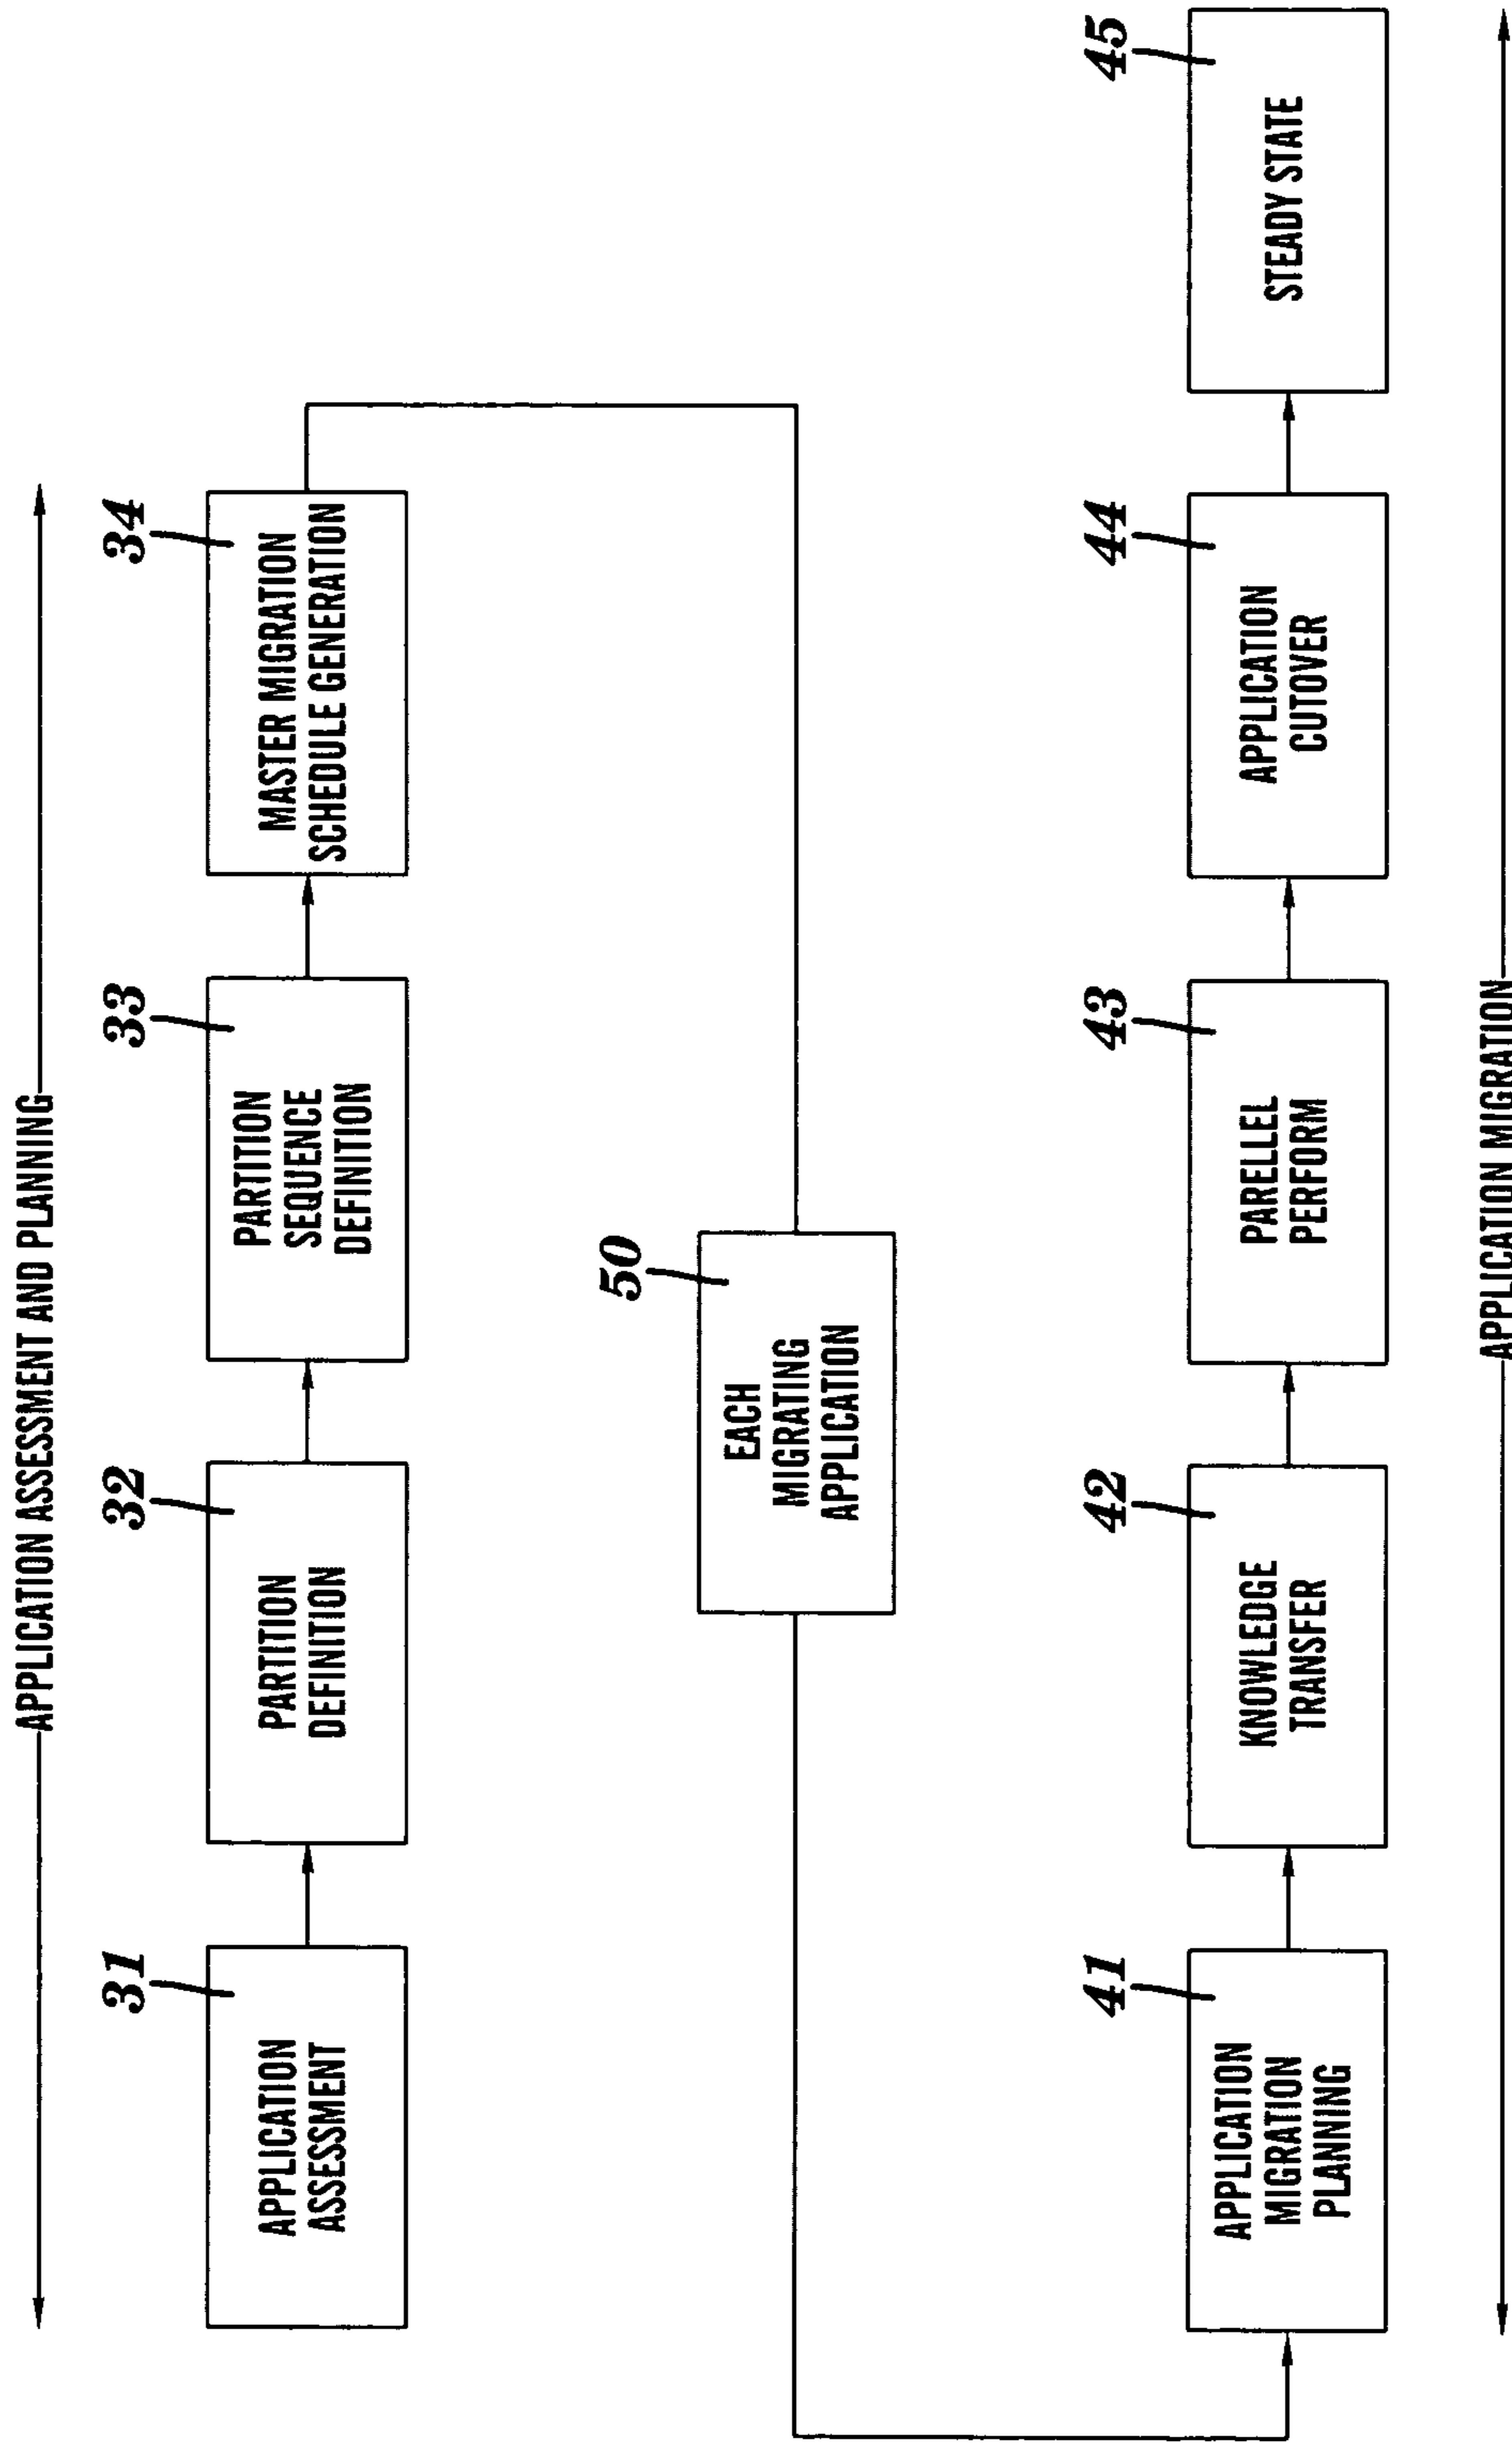 APPLICATION ASSESSMENT AND PLANNING
31
APPLICATION
ASSESSMENT
32
PARTITION
DEFINITION
33
PARTITION
SEQUENCE
DEFINITION
34
MASTER MIGRATION
SCHEDULE GENERATION
50
EACH
MIGRATING
APPLICATION
41
APPLICATION
MIGRATION
PLANNING
42
KNOWLEDGE
TRANSFER
43
PARELLEL
PERFORM
44
APPLICATION
CUTOVER
45
STEADY STATE
APPLICATION MIGRATION